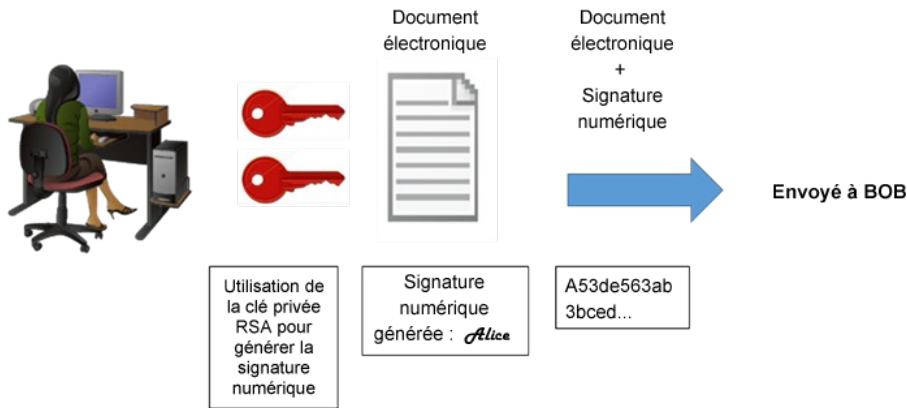 Document
électronique
Document
électronique
+
Signature
numérique
Envoyé à BOB
Utilisation de
la clé privée
RSA pour
générer la
signature
numérique
Signature
numérique
générée : Alice
A53de563ab
3bced...